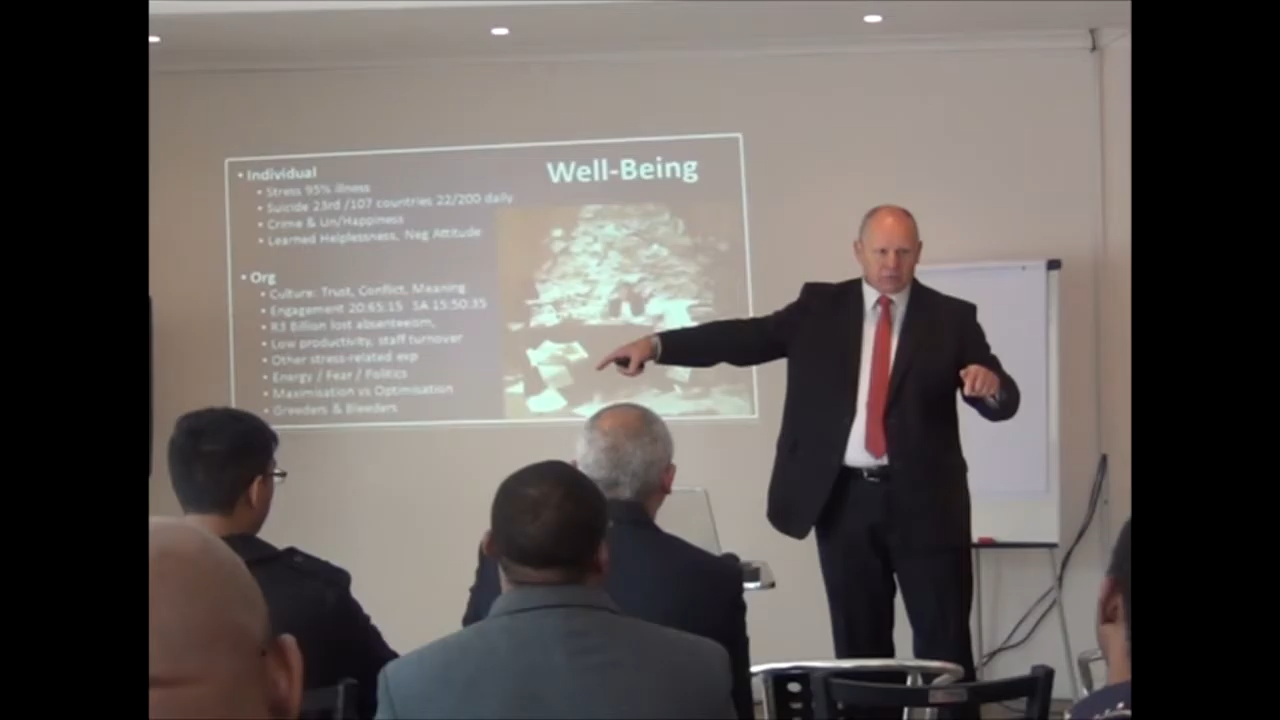 Well-Being
• Individual
• Stress 95% illness
• Suicide 23rd /107 countries 22/200 daily
• Crime & Un/Happiness
• Learned Helplessness, Neg Attitude
• Org
• Culture: Trust, Conflict, Meaning
• Engagement 20:65:15 SA 15:50:35
• R3 Billion lost absenteeism,
• Low productivity, staff turnover
• Other stress-related exp
• Energy / Fear / Politics
• Maximisation vs Optimisation
• Greeders & Bleeders